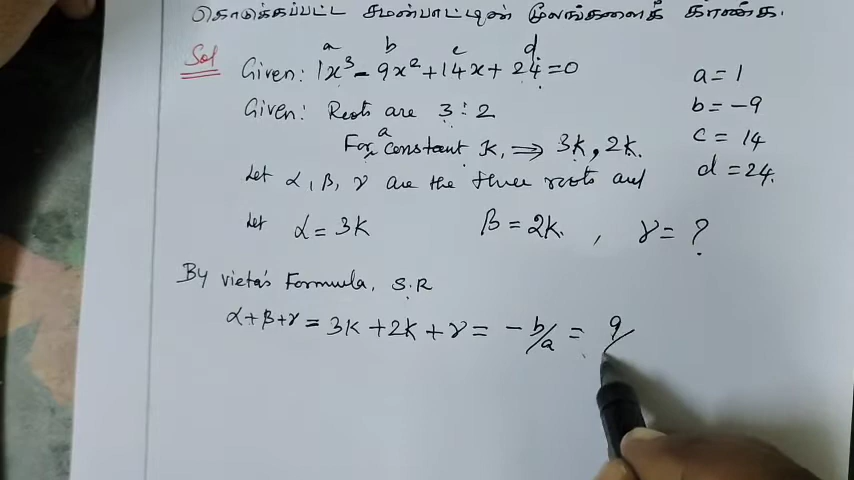 கொடுக்கப்பட்ட சமன்பாட்டின் மூலங்களைக் காண்க.
Sol
a b c d
Given: 1x³ - 9x² + 14x + 24 = 0
a = 1
Given: Roots are 3 : 2
b = -9
For a constant K, ⇒ 3K, 2K.
c = 14
Let α, β, γ are the three roots and
d = 24.
Let α = 3K β = 2K. , γ = ?
By vieta's Formula, S.R
α+β+γ = 3K + 2K + γ = - b/a = 9/